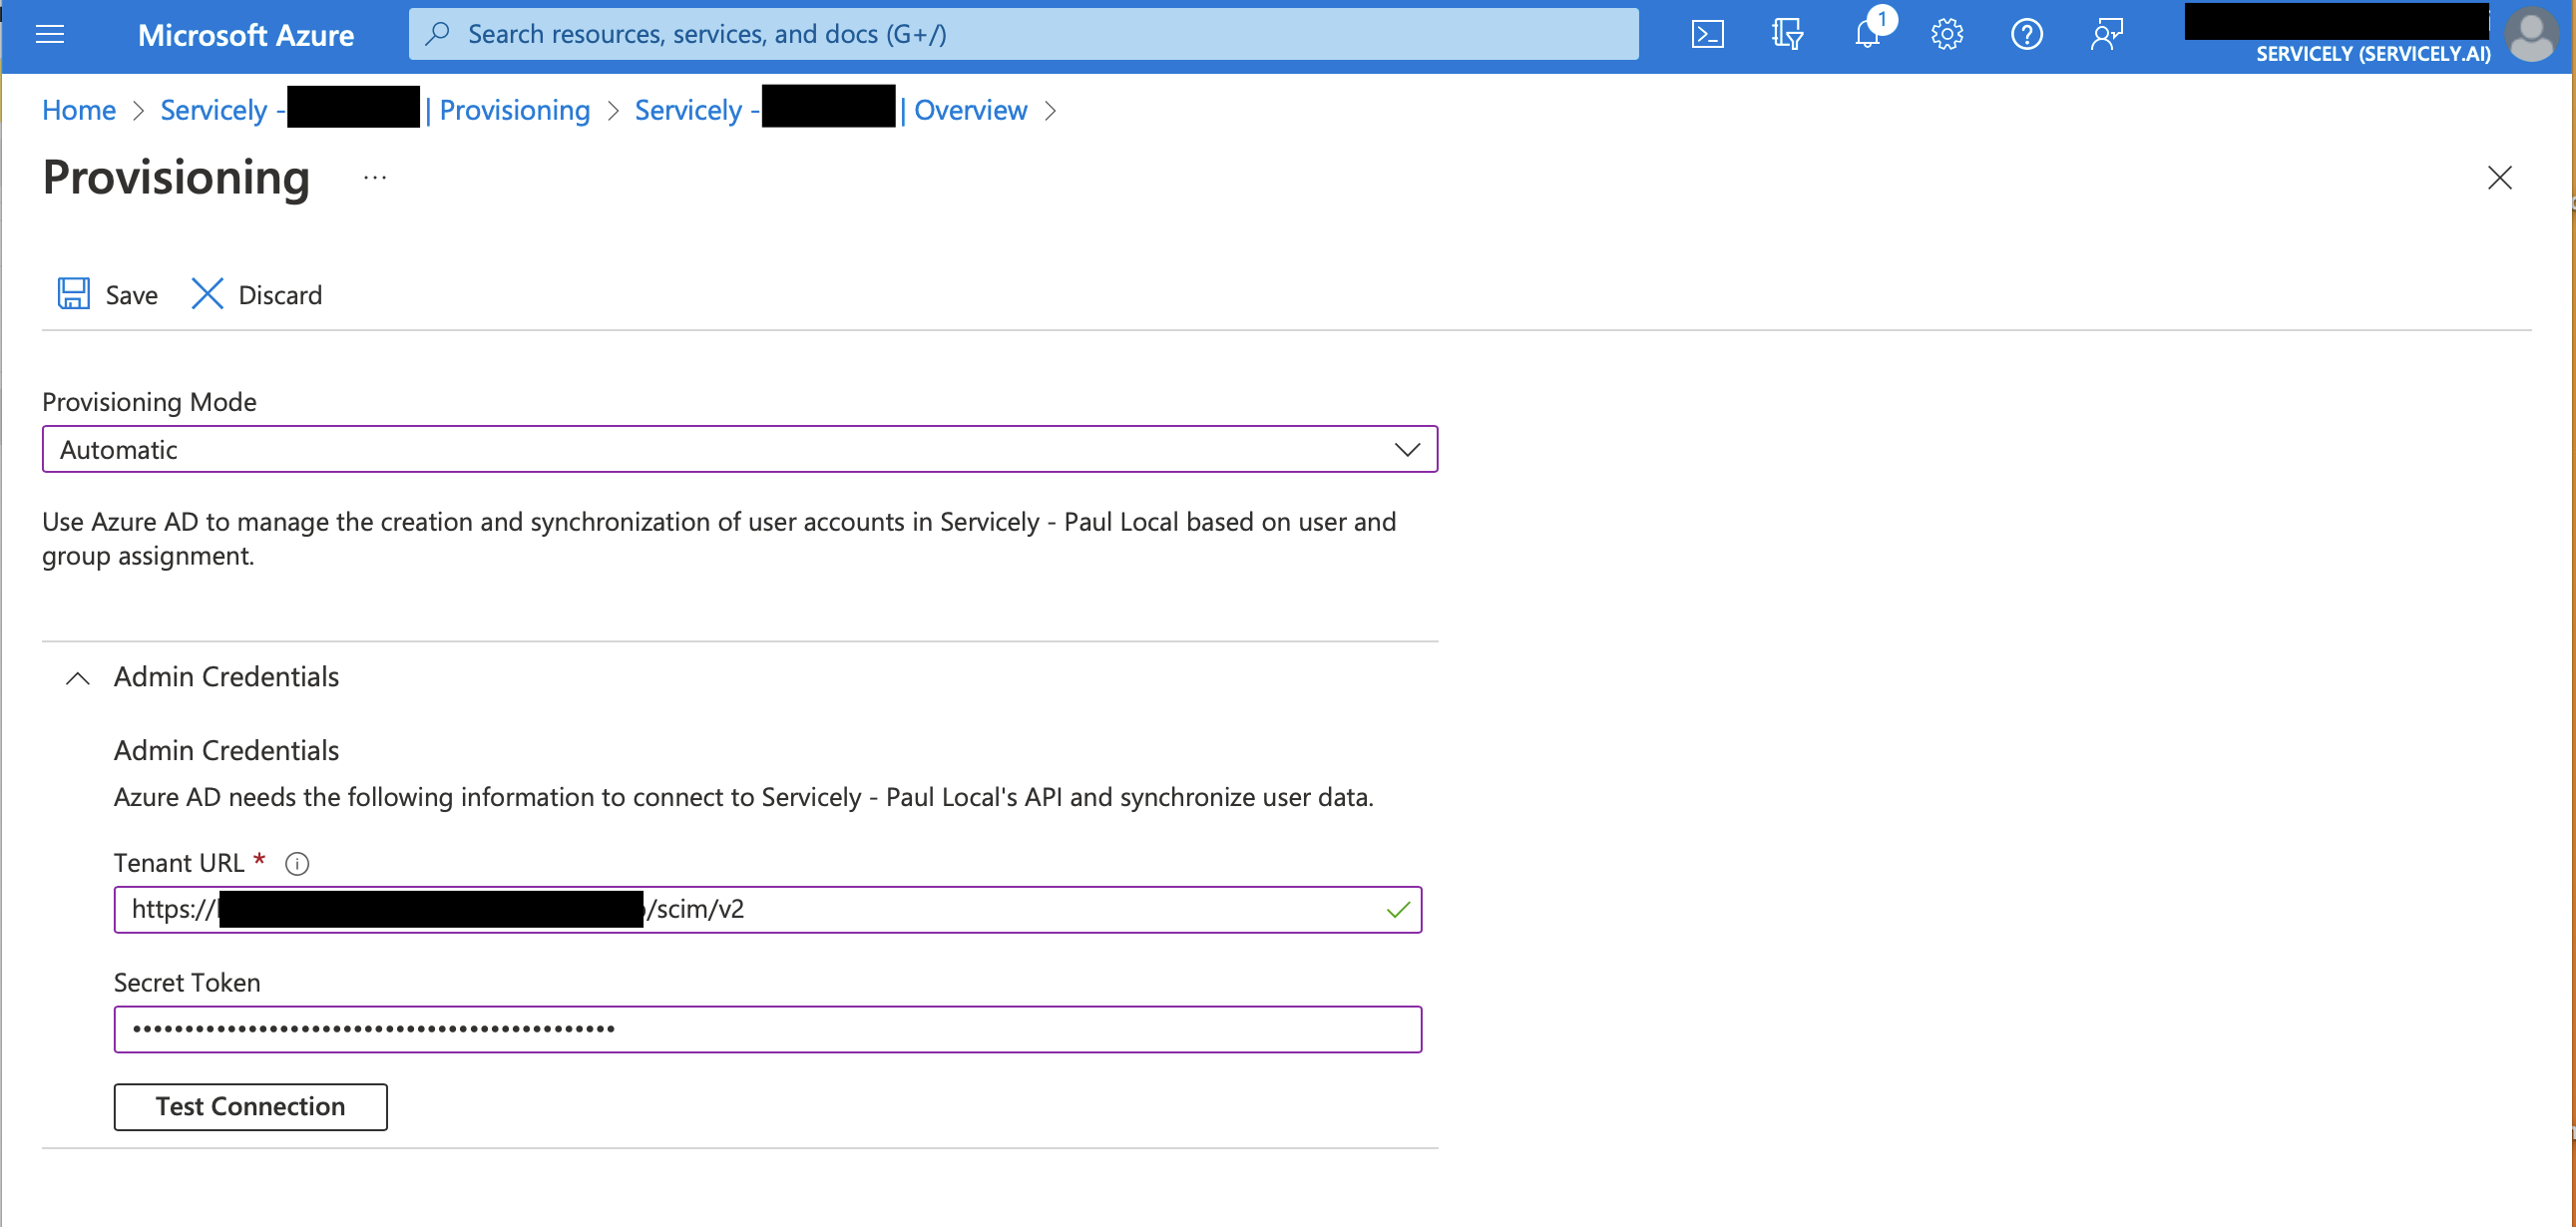 Microsoft Azure
Search resources, services, and docs (G+/)
1
SERVICELY (SERVICELY.AI)
Home > Servicely - | Provisioning > Servicely - | Overview >
Provisioning ...
Save Discard
Provisioning Mode
Automatic
Use Azure AD to manage the creation and synchronization of user accounts in Servicely - Paul Local based on user and
group assignment.
Admin Credentials
Admin Credentials
Azure AD needs the following information to connect to Servicely - Paul Local's API and synchronize user data.
Tenant URL *
https:// /scim/v2
Secret Token
Test Connection